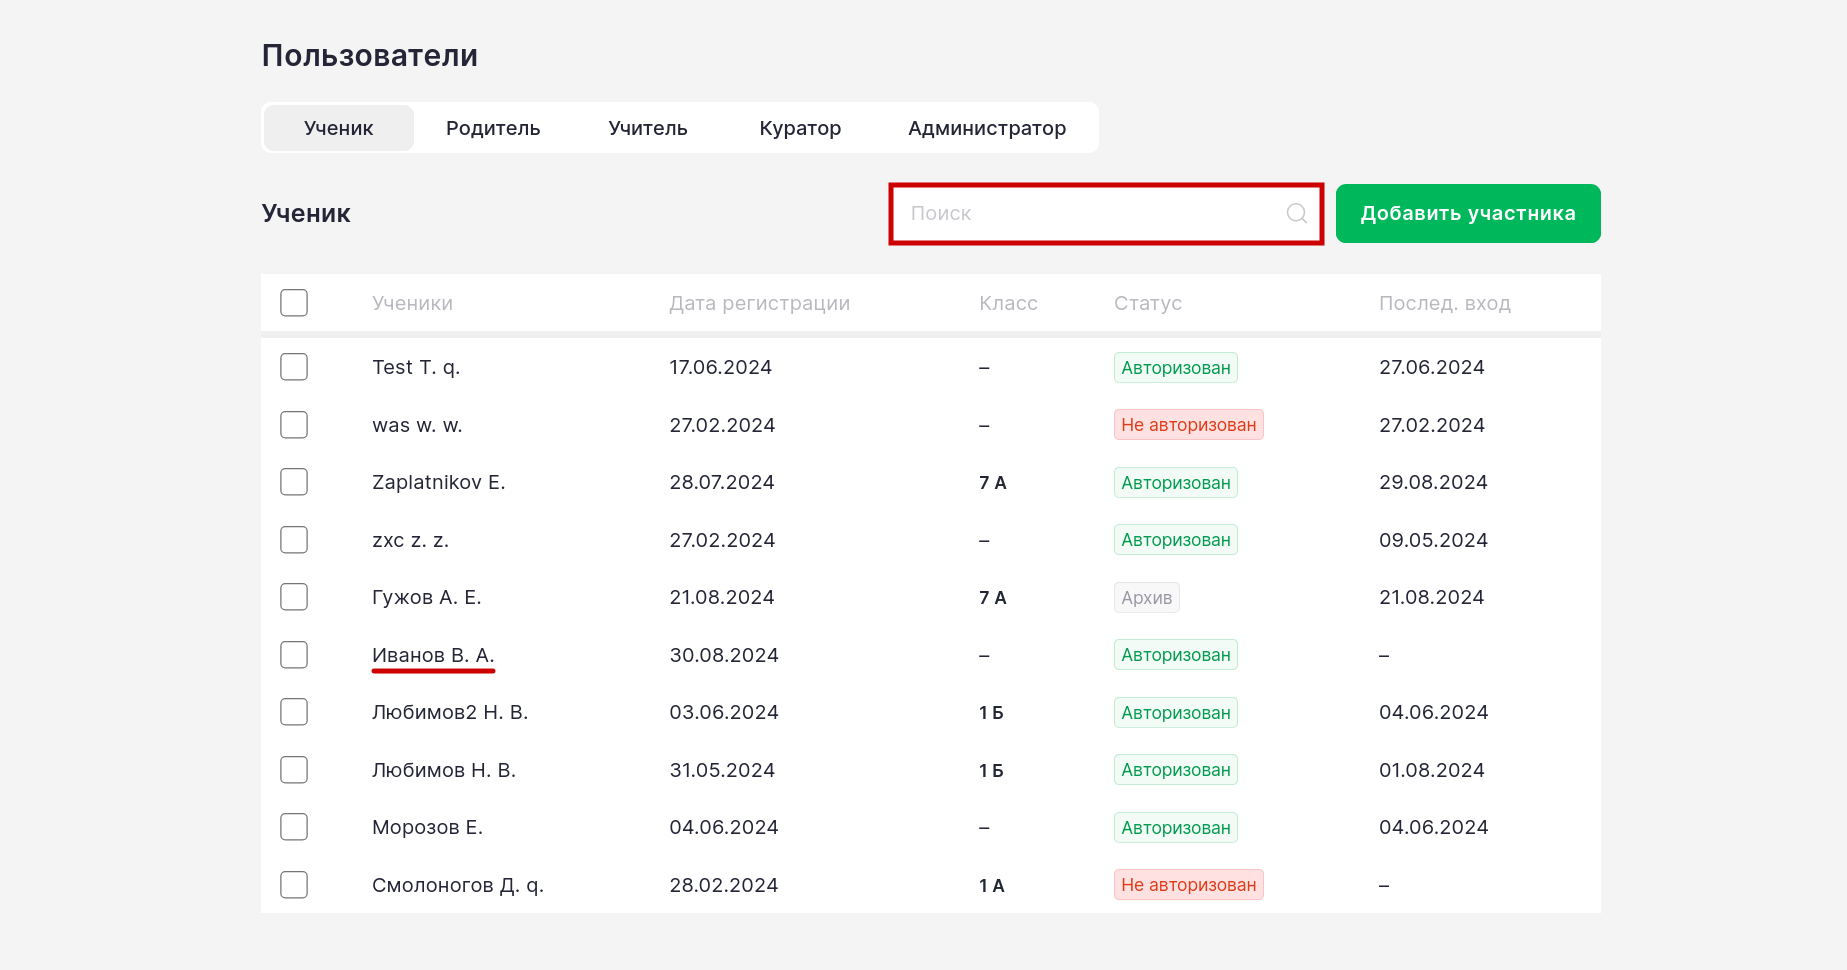 Пользователи
Ученик Родитель Учитель Куратор Администратор
Ученик Поиск Добавить участника
Ученики Дата регистрации Класс Статус Послед. вход
Test T. q. 17.06.2024 – Авторизован 27.06.2024
was w. w. 27.02.2024 – Не авторизован 27.02.2024
Zaplatnikov E. 28.07.2024 7 А Авторизован 29.08.2024
zxc z. z. 27.02.2024 – Авторизован 09.05.2024
Гужов А. Е. 21.08.2024 7 А Архив 21.08.2024
Иванов В. А. 30.08.2024 – Авторизован –
Любимов2 Н. В. 03.06.2024 1 Б Авторизован 04.06.2024
Любимов Н. В. 31.05.2024 1 Б Авторизован 01.08.2024
Морозов Е. 04.06.2024 – Авторизован 04.06.2024
Смолоногов Д. q. 28.02.2024 1 А Не авторизован –